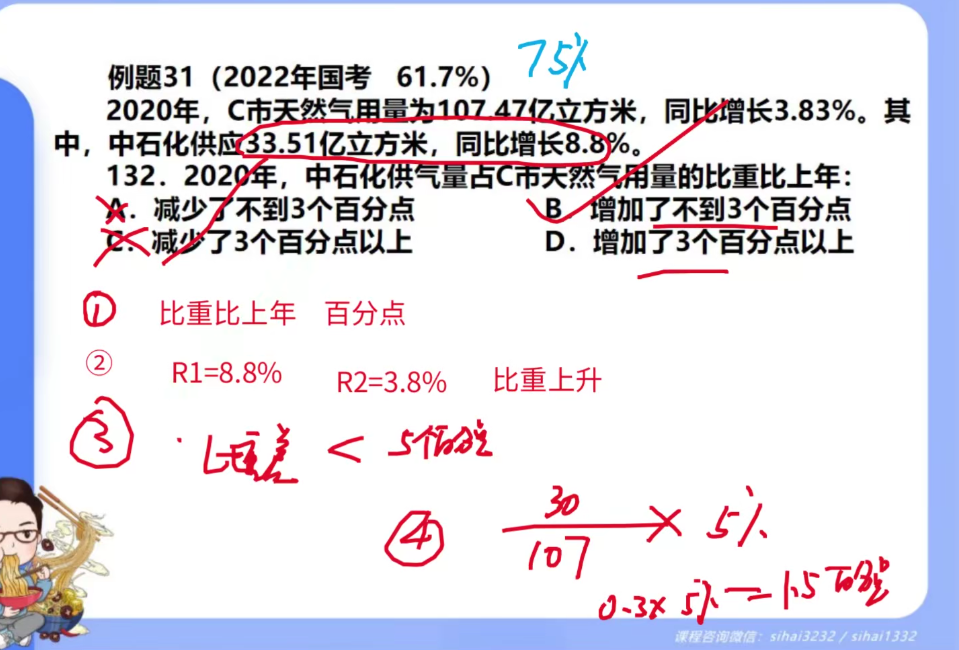 例题31（2022年国考 61.7%） 75%
2020年，C市天然气用量为107.47亿立方米，同比增长3.83%。其
中，中石化供应33.51亿立方米，同比增长8.8%。
132．2020年，中石化供气量占C市天然气用量的比重比上年：
A．减少了不到3个百分点 B．增加了不到3个百分点
C．减少了3个百分点以上 D．增加了3个百分点以上
① 比重比上年 百分点
② R1=8.8% R2=3.8% 比重上升
③ 比重差 < 5个百分点
④ 30/107 × 5%
0.3×5%=1.5百分点
课程咨询微信：sihai3232 / sihai1332